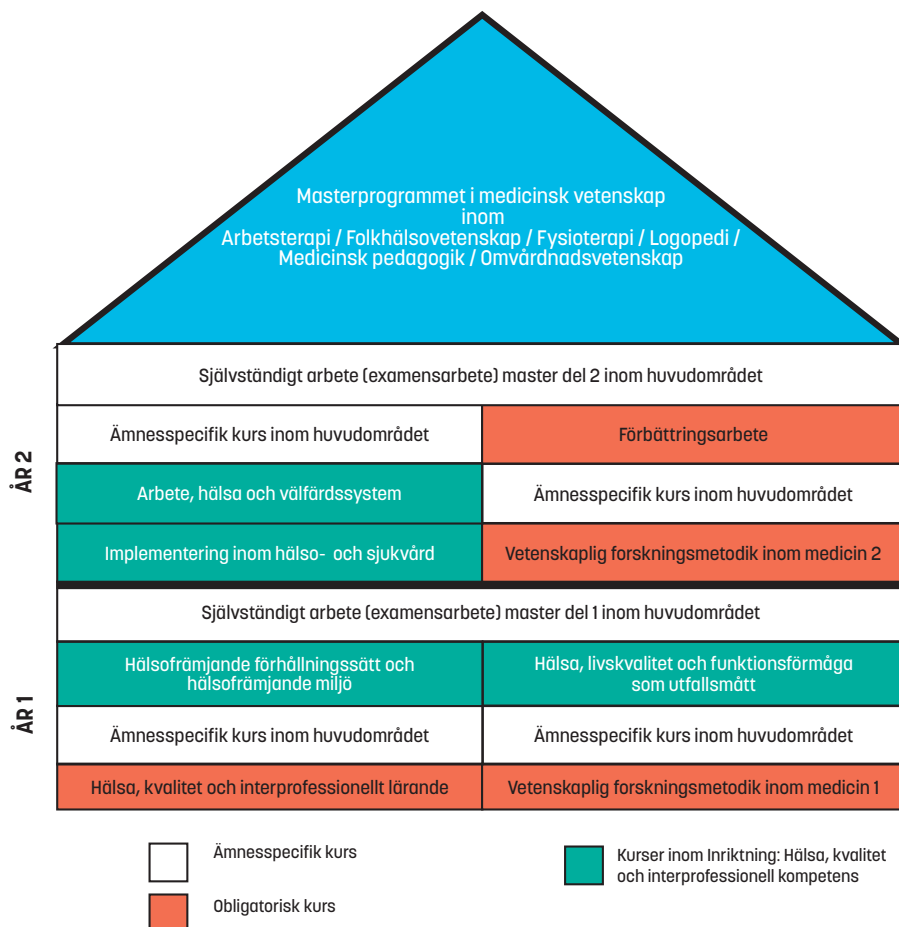 Masterprogrammet i medicinsk vetenskap
inom
Arbetsterapi / Folkhälsovetenskap / Fysioterapi / Logopedi /
Medicinsk pedagogik / Omvårdnadsvetenskap
ÅR 2
Självständigt arbete (examensarbete) master del 2 inom huvudområdet
Ämnesspecifik kurs inom huvudområdet
Förbättringsarbete
Arbete, hälsa och välfärdssystem
Ämnesspecifik kurs inom huvudområdet
Implementering inom hälso- och sjukvård
Vetenskaplig forskningsmetodik inom medicin 2
ÅR 1
Självständigt arbete (examensarbete) master del 1 inom huvudområdet
Hälsofrämjande förhållningssätt och
hälsofrämjande miljö
Hälsa, livskvalitet och funktionsförmåga
som utfallsmått
Ämnesspecifik kurs inom huvudområdet
Ämnesspecifik kurs inom huvudområdet
Hälsa, kvalitet och interprofessionellt lärande
Vetenskaplig forskningsmetodik inom medicin 1
Ämnesspecifik kurs
Obligatorisk kurs
Kurser inom Inriktning: Hälsa, kvalitet
och interprofessionell kompetens